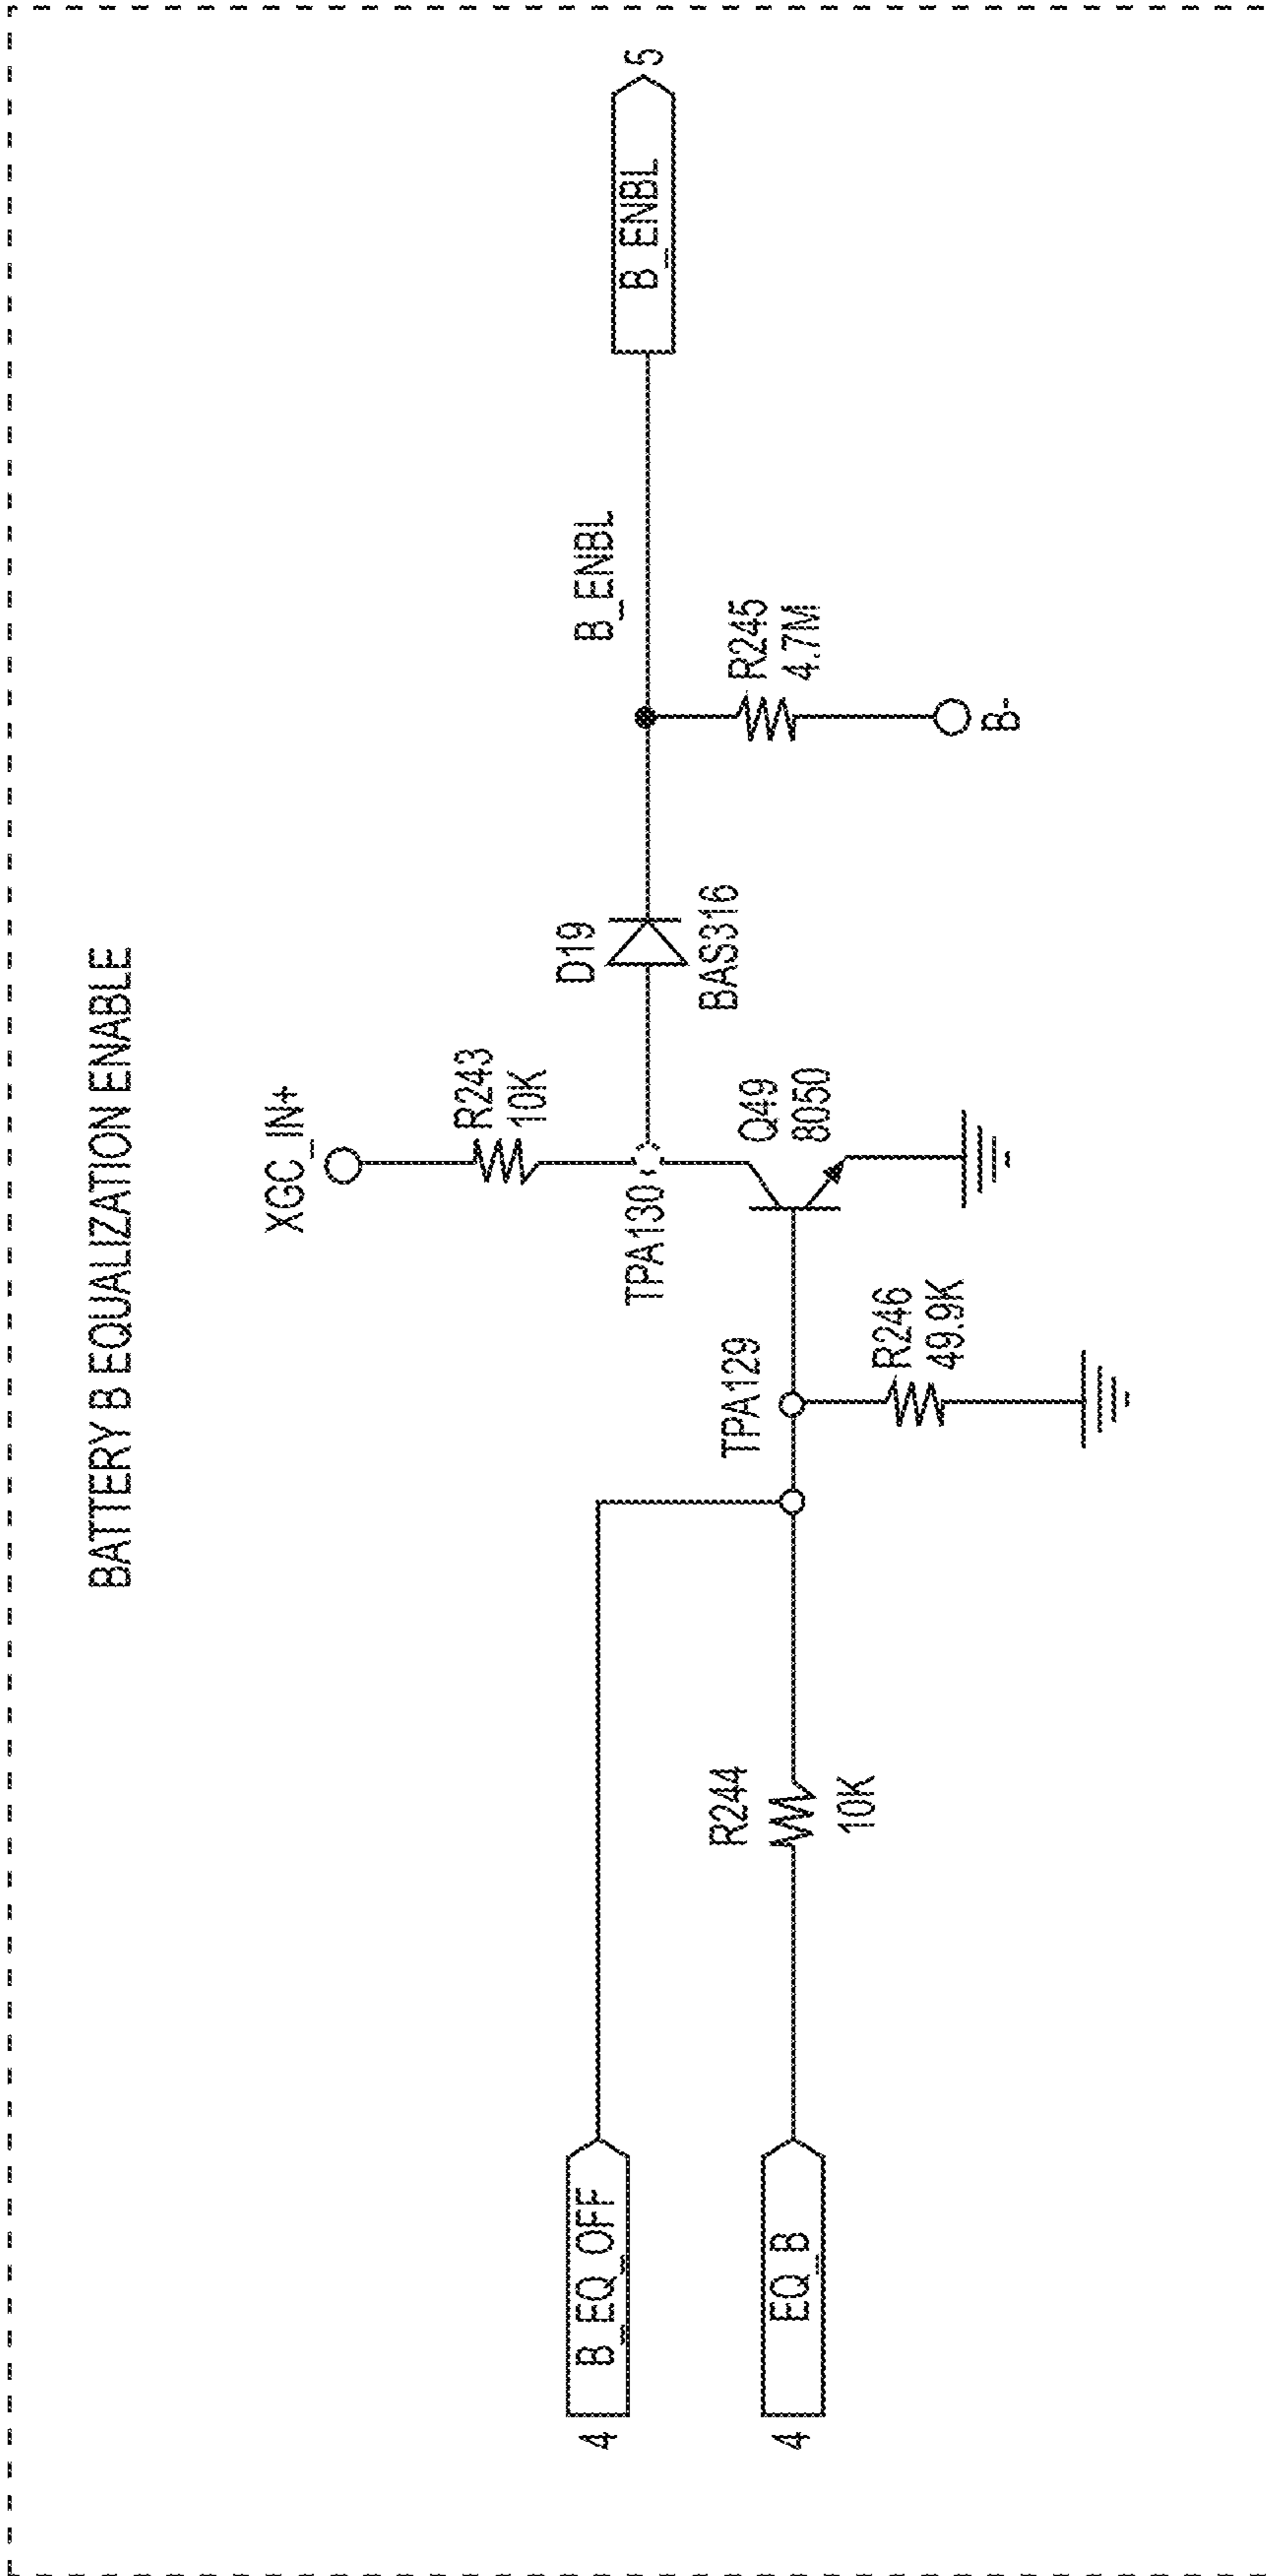 BATTERY B EQUALIZATION ENABLE
XGC_IN+
R243
10K
TPA130
D19
BAS316
B_ENBL
B_ENBL
5
R245
4.7M
B-
Q49
8050
TPA129
R246
49.9K
4
B_EQ_OFF
R244
10K
4
EQ_B